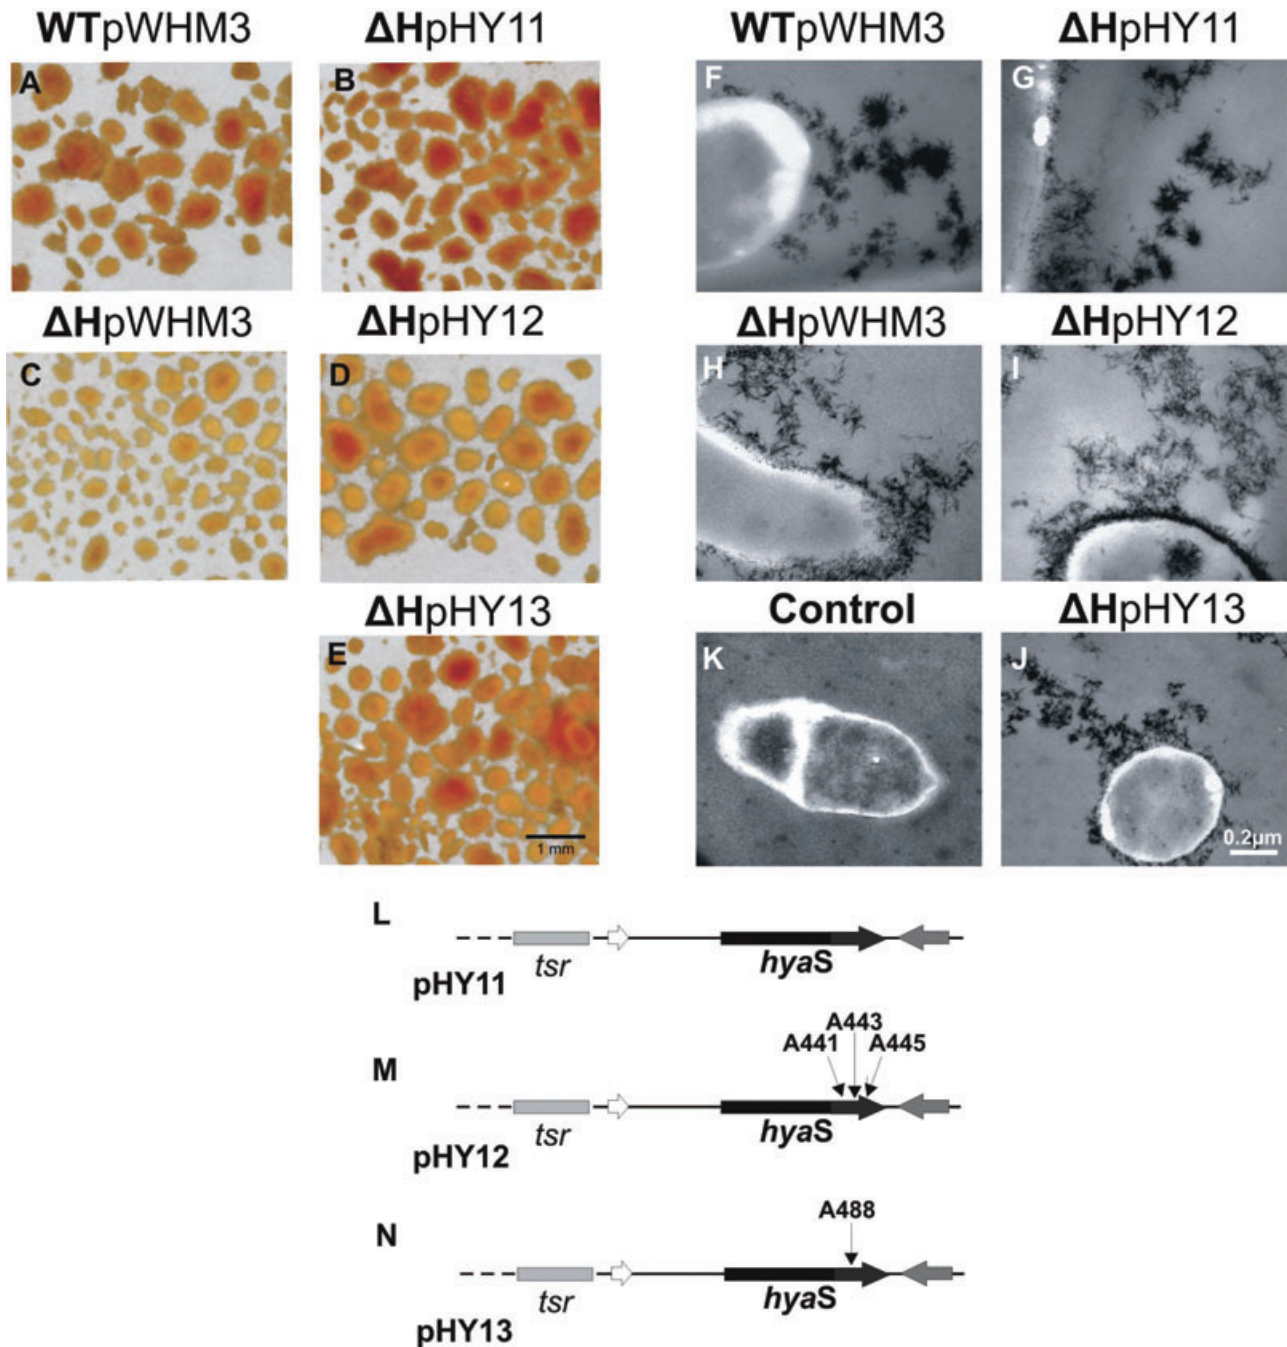 WTpWHM3 ΔHpHY11 WTpWHM3 ΔHpHY11
A B F G
ΔHpWHM3 ΔHpHY12 ΔHpWHM3 ΔHpHY12
C D H I
ΔHpHY13 Control ΔHpHY13
E K J
1 mm 0.2µm
L
tsr hyaS
pHY11
A443
A441 A445
M
tsr hyaS
pHY12
A488
N
tsr hyaS
pHY13